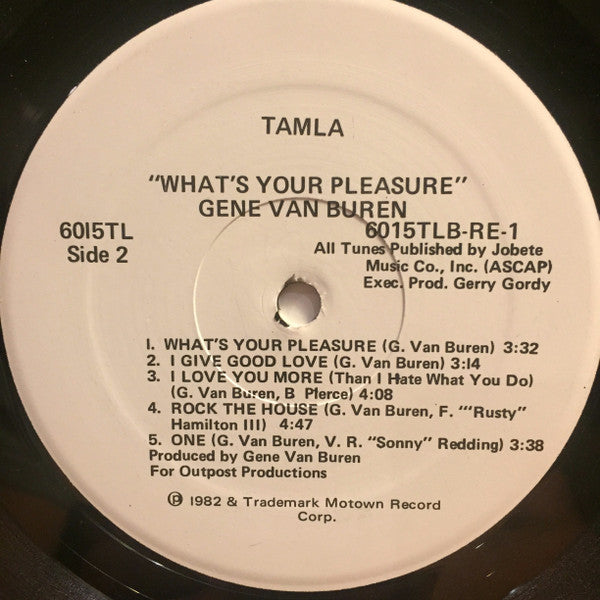 TAMLA
"WHAT'S YOUR PLEASURE"
GENE VAN BUREN
6015TL
Side 2
6015TLB-RE-1
All Tunes Published by Jobete
Music Co., Inc. (ASCAP)
Exec. Prod. Gerry Gordy
1. WHAT'S YOUR PLEASURE (G. Van Buren) 3:32
2. I GIVE GOOD LOVE (G. Van Buren) 3:14
3. I LOVE YOU MORE (Than I Hate What You Do)
(G. Van Buren, B Pierce) 4:08
4. ROCK THE HOUSE (G. Van Buren, F. "'Rusty"
Hamilton III) 4:47
5. ONE (G. Van Buren, V. R. "Sonny" Redding) 3:38
Produced by Gene Van Buren
For Outpost Productions
℗ 1982 & Trademark Motown Record
Corp.